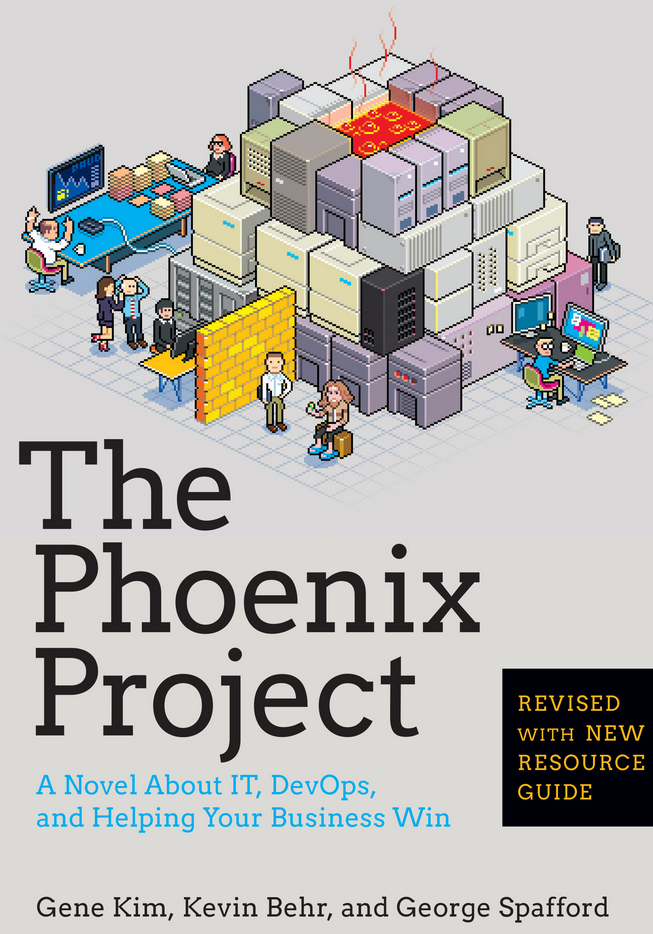 The
Phoenix
Project
REVISED
WITH NEW
RESOURCE
GUIDE
A Novel About IT, DevOps,
and Helping Your Business Win
Gene Kim, Kevin Behr, and George Spafford